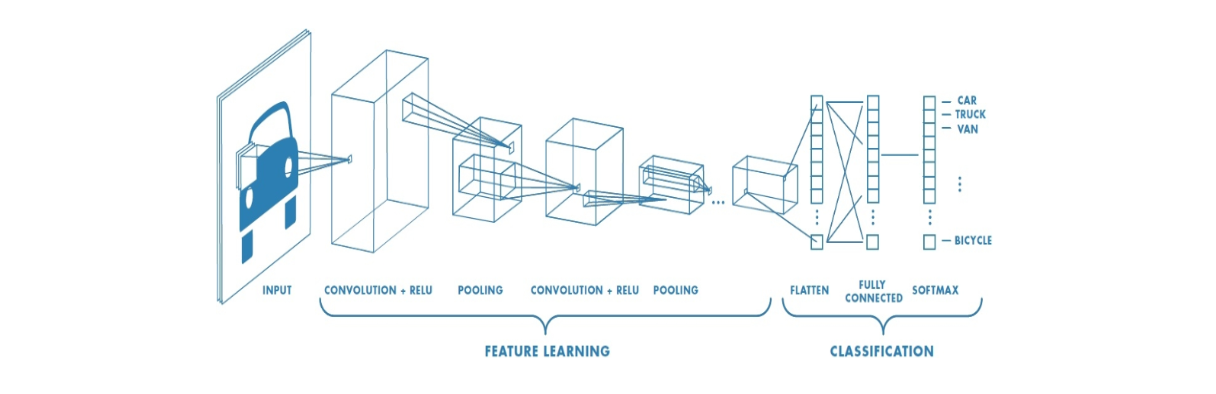 CAR
TRUCK
VAN
BICYCLE
INPUT
CONVOLUTION + RELU
POOLING
CONVOLUTION + RELU
POOLING
FLATTEN
FULLY
CONNECTED
SOFTMAX
FEATURE LEARNING
CLASSIFICATION